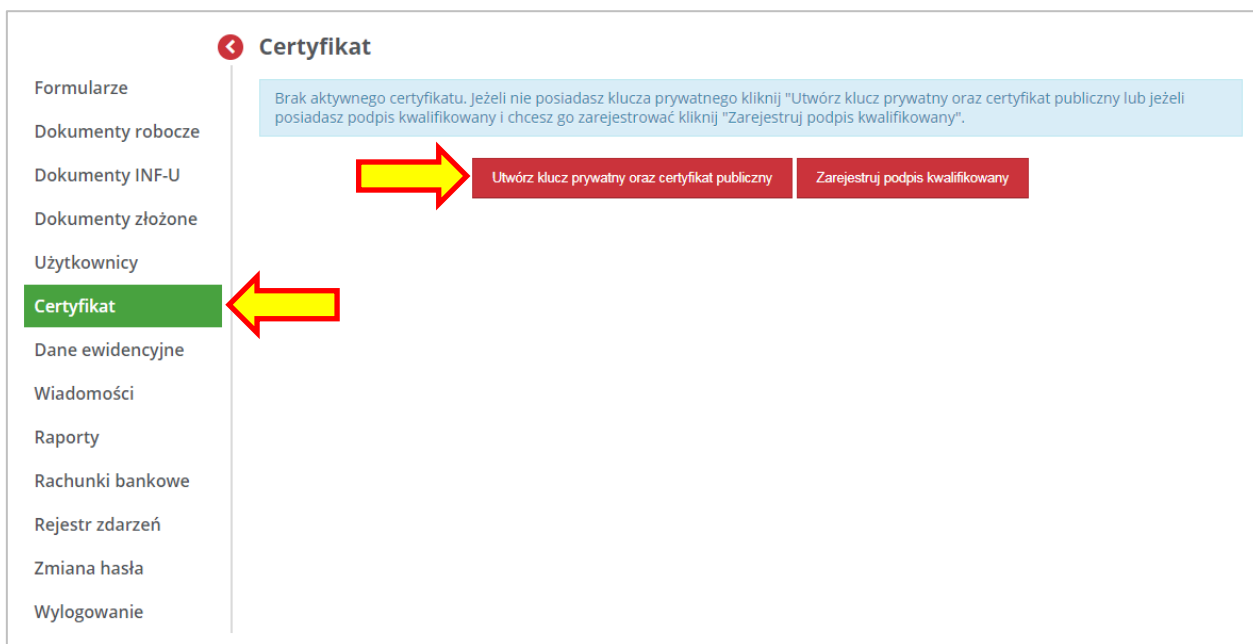 Certyfikat
Formularze
Dokumenty robocze
Dokumenty INF-U
Dokumenty złożone
Użytkownicy
Certyfikat
Dane ewidencyjne
Wiadomości
Raporty
Rachunki bankowe
Rejestr zdarzeń
Zmiana hasła
Wylogowanie
Brak aktywnego certyfikatu. Jeżeli nie posiadasz klucza prywatnego kliknij "Utwórz klucz prywatny oraz certyfikat publiczny lub jeżeli
posiadasz podpis kwalifikowany i chcesz go zarejestrować kliknij "Zarejestruj podpis kwalifikowany".
Utwórz klucz prywatny oraz certyfikat publiczny
Zarejestruj podpis kwalifikowany